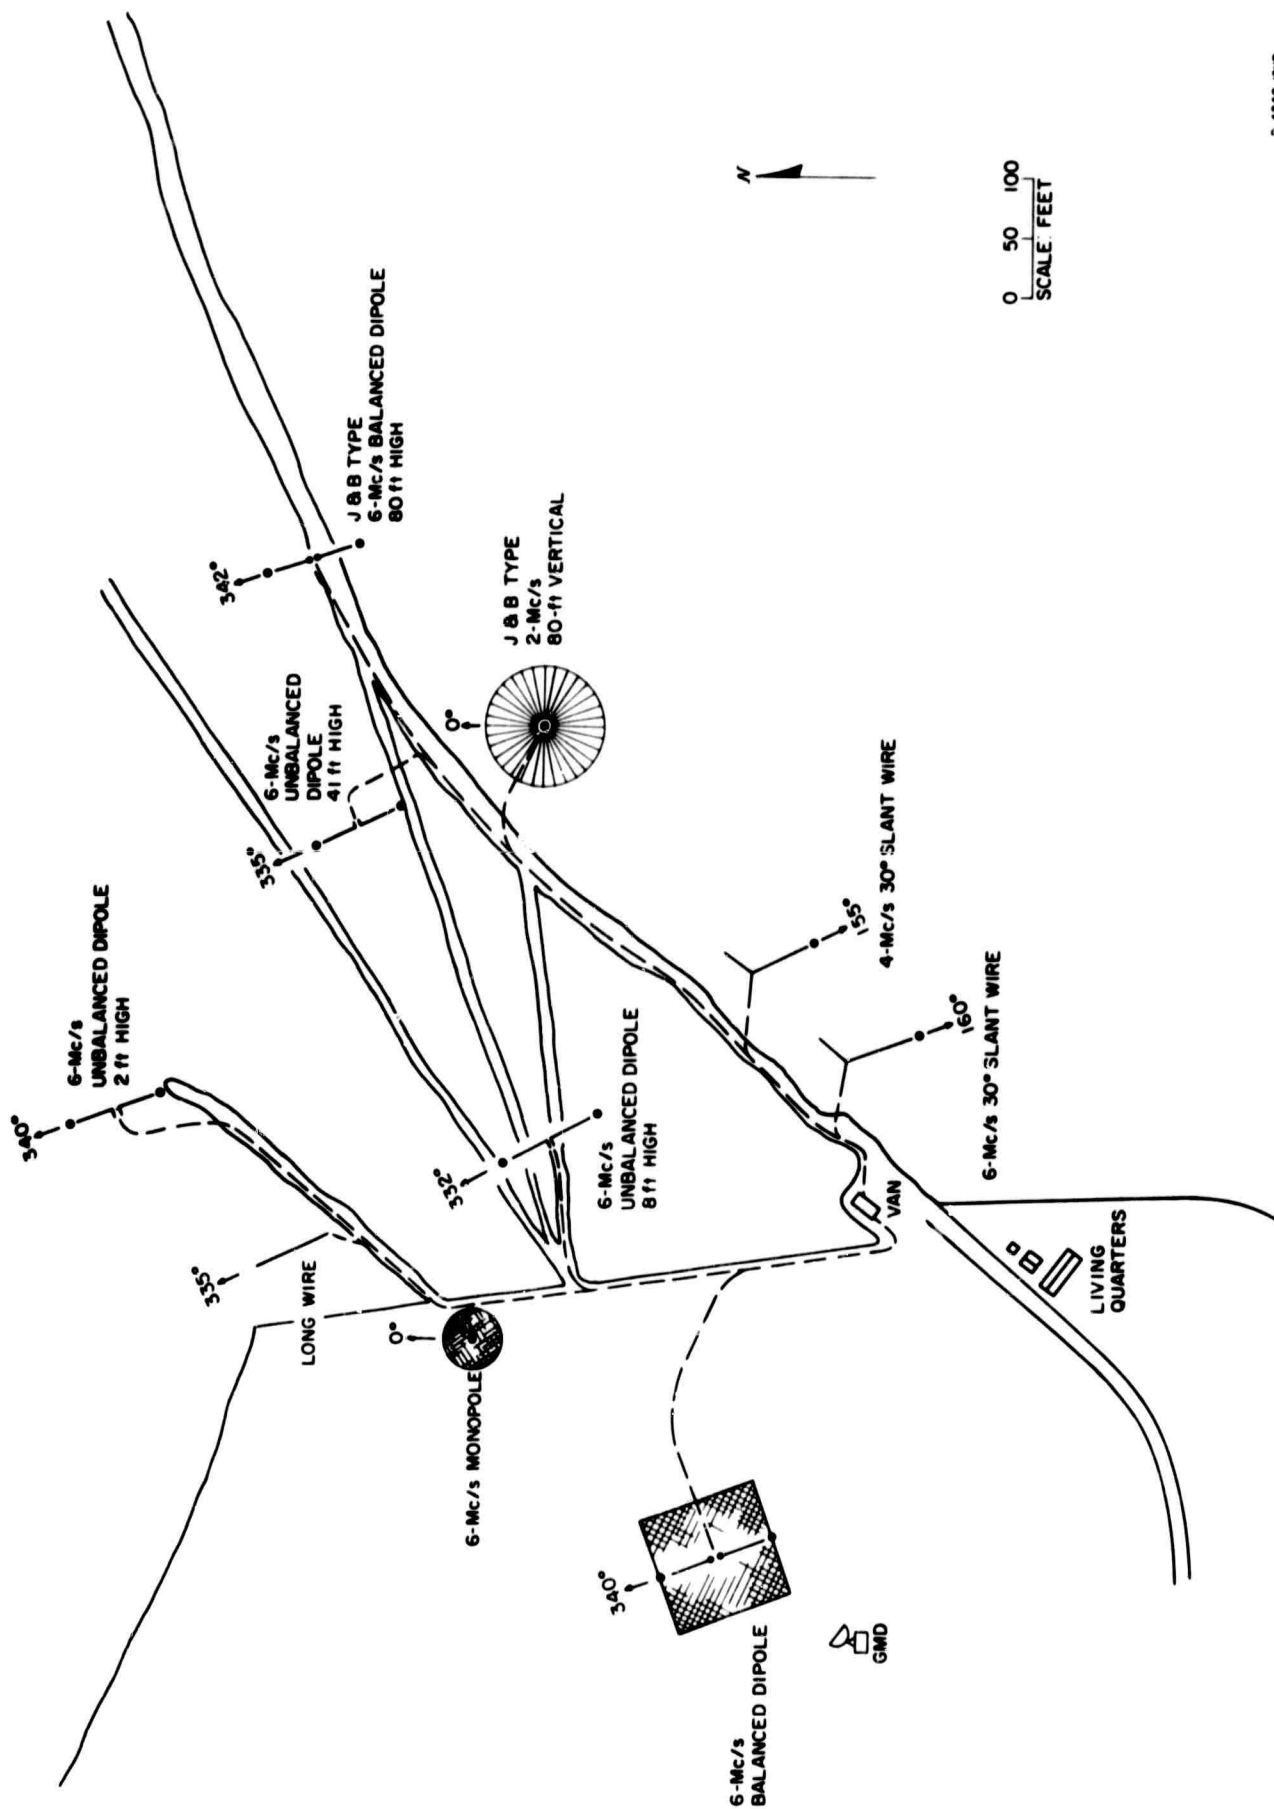 340°
6-Mc/s
UNBALANCED DIPOLE
2 ft HIGH
335°
LONG WIRE
0°
6-Mc/s MONOPOLE
332°
6-Mc/s
UNBALANCED DIPOLE
8 ft HIGH
335°
6-Mc/s
UNBALANCED
DIPOLE
41 ft HIGH
342°
J & B TYPE
6-Mc/s BALANCED DIPOLE
80 ft HIGH
0°
J & B TYPE
2-Mc/s
80-ft VERTICAL
155°
4-Mc/s 30° SLANT WIRE
160°
6-Mc/s 30° SLANT WIRE
VAN
LIVING
QUARTERS
340°
6-Mc/s
BALANCED DIPOLE
GMD
N
0 50 100
SCALE: FEET